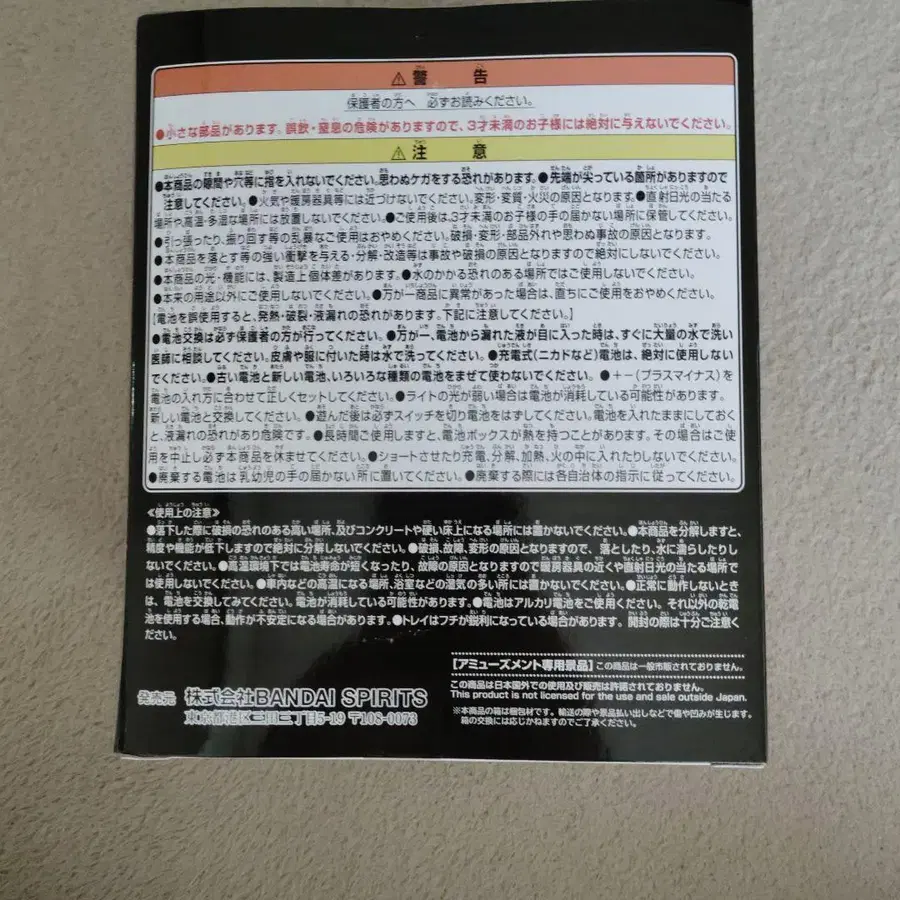 ⚠警 告
保護者の方へ 必ずお読みください。
●小さな部品があります。誤飲・窒息の危険がありますので、3才未満のお子様には絶対に与えないでください。
⚠注 意
●本商品の隙間や穴等に指を入れないでください。思わぬケガをする恐れがあります。●先端が尖っている箇所がありますので
注意してください。●火気や暖房器具等には近づけないでください。変形・変質・火災の原因となります。●直射日光の当たる
場所や高温・多湿な場所には放置しないでください。●ご使用後は、3才未満のお子様の手の届かない場所に保管してください。
●引っ張ったり、振り回す等の乱暴なご使用はおやめください。破損・変形・部品外れや思わぬ事故の原因となります。
●本商品を落とす等の強い衝撃を与える・分解・改造等は事故や破損の原因となりますので絶対にしないでください。
●本商品の光・機能には、製造上個体差があります。●水のかかる恐れのある場所ではご使用しないでください。
●本来の用途以外にご使用しないでください。●万が一商品に異常があった場合は、直ちにご使用をおやめください。
【電池を誤使用すると、発熱・破裂・液漏れの恐れがあります。下記に注意してください。】
●電池交換は必ず保護者の方が行ってください。●万が一、電池から漏れた液が目に入った時は、すぐに大量の水で洗い
医師に相談してください。皮膚や服に付いた時は水で洗ってください。●充電式(ニカドなど)電池は、絶対に使用しない
でください。●古い電池と新しい電池、いろいろな種類の電池をまぜて使わないでください。●+−(プラスマイナス)を
電池の入れ方に合わせて正しくセットしてください。●ライトの光が弱い場合は電池が消耗している可能性があります。
新しい電池と交換してください。●遊んだ後は必ずスイッチを切り電池をはずしてください。電池を入れたままにしておく
と、液漏れの恐れがあり危険です。●長時間ご使用しますと、電池ボックスが熱を持つことがあります。その場合はご使
用を中止し必ず本商品を休ませてください。●ショートさせたり充電、分解、加熱、火の中に入れたりしないでください。
●廃棄する電池は乳幼児の手の届かない所に置いてください。●廃棄する際には各自治体の指示に従ってください。
≪使用上の注意≫
●落下した際に破損の恐れのある高い場所、及びコンクリートや硬い床上になる場所には置かないでください。●本商品を分解しますと、
精度や機能が低下しますので絶対に分解しないでください。●破損、故障、変形の原因となりますので、落としたり、水に濡らしたりし
ないでください。●高温環境下では電池寿命が短くなったり、故障の原因となりますので暖房器具の近くや直射日光の当たる場所で
は使用しないでください。●車内などの高温になる場所、浴室などの湿気の多い所には置かないでください。●正常に動作しないとき
は、電池を交換してみてください。電池が消耗している可能性があります。●電池はアルカリ電池をご使用ください。それ以外の乾電
池を使用する場合、動作が不安定になる場合があります。●トレイはフチが鋭利になっている場合があります。開封の際は十分ご注意く
ださい。
【アミューズメント専用景品】この商品は一般市販されておりません。
この商品は日本国外での使用及び販売は許諾されておりません。
This product is not licensed for the use and sale outside Japan.
※本商品の箱は梱包材です。輸送の際や景品払い出しなどで傷や凹みが生じます。
箱の交換には応じかねますのでご了承ください。
発売元 株式会社BANDAI SPIRITS
東京都港区三田三丁目5-19 〒108-0073